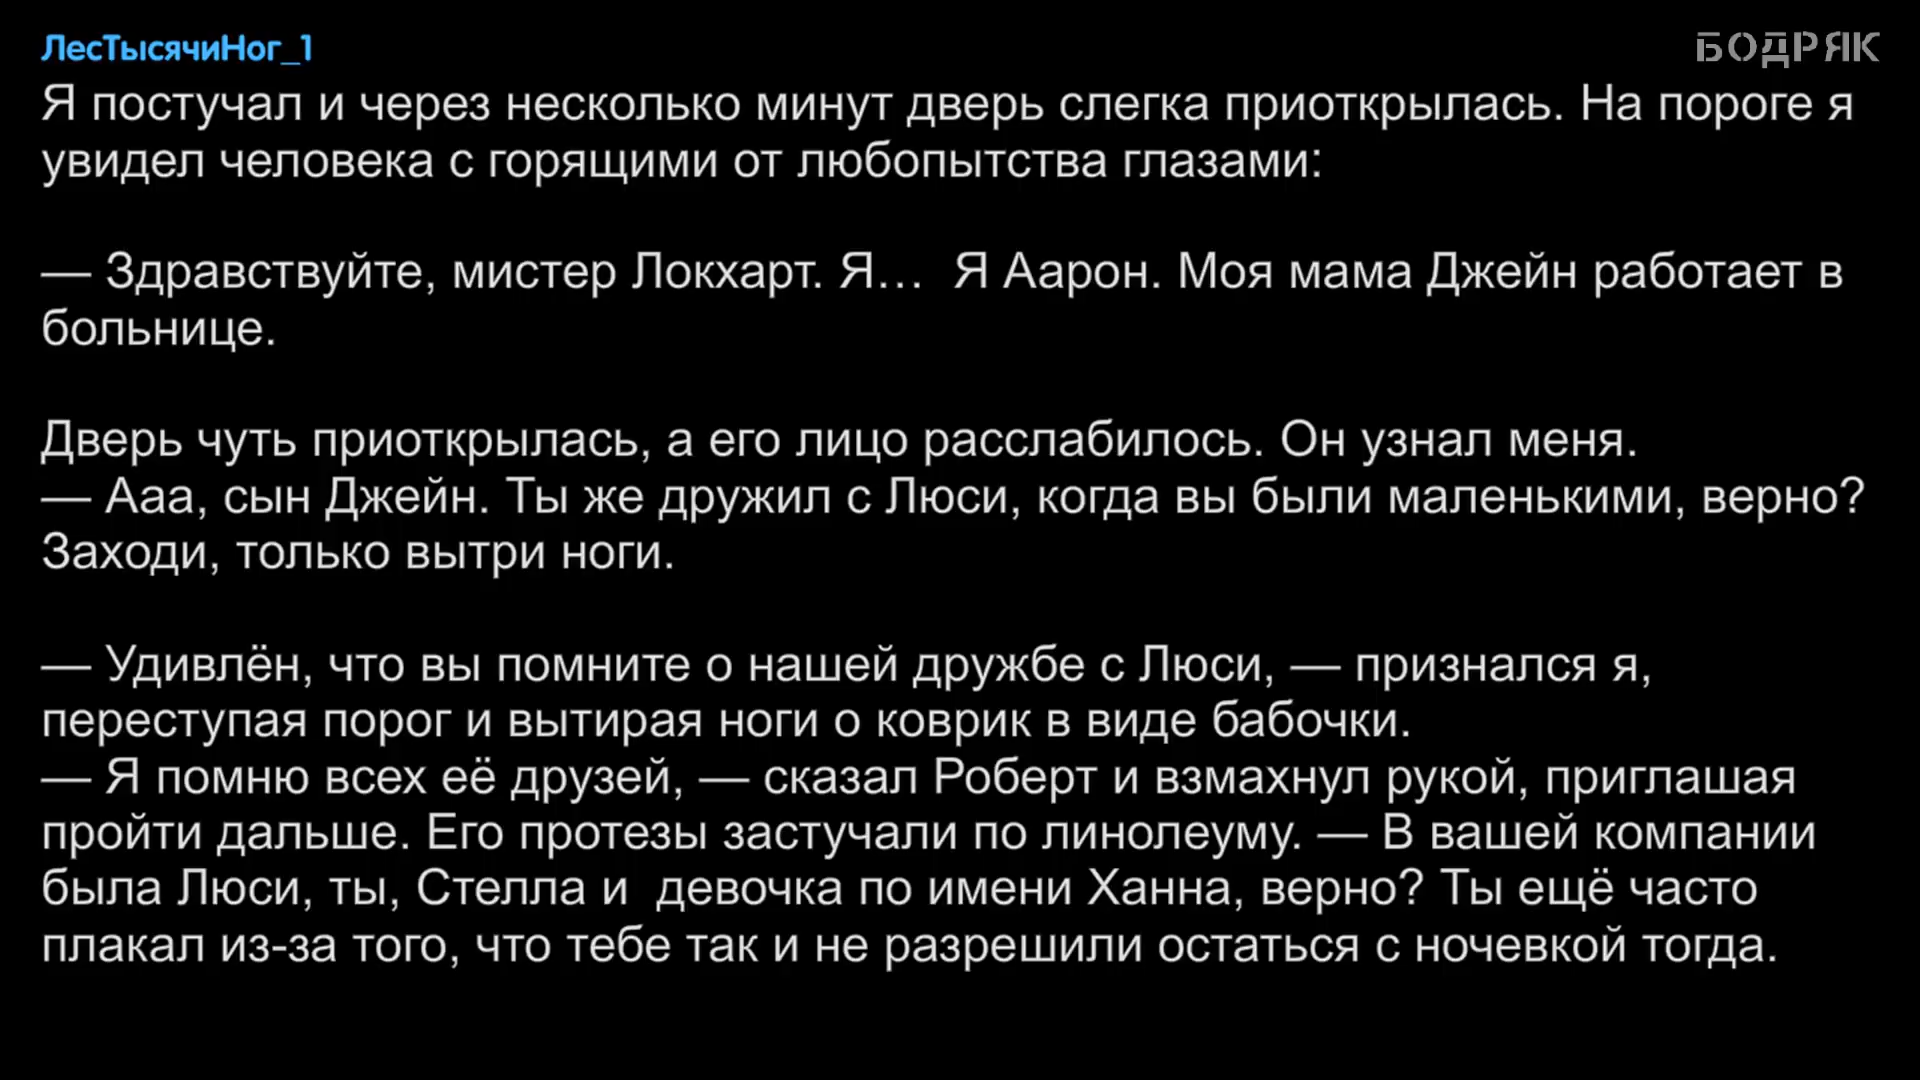 ЛесТысячиНог_1
БОДРЯК
Я постучал и через несколько минут дверь слегка приоткрылась. На пороге я
увидел человека с горящими от любопытства глазами:
— Здравствуйте, мистер Локхарт. Я…  Я Аарон. Моя мама Джейн работает в
больнице.
Дверь чуть приоткрылась, а его лицо расслабилось. Он узнал меня.
— Ааа, сын Джейн. Ты же дружил с Люси, когда вы были маленькими, верно?
Заходи, только вытри ноги.
— Удивлён, что вы помните о нашей дружбе с Люси, — признался я,
переступая порог и вытирая ноги о коврик в виде бабочки.
— Я помню всех её друзей, — сказал Роберт и взмахнул рукой, приглашая
пройти дальше. Его протезы застучали по линолеуму. — В вашей компании
была Люси, ты, Стелла и  девочка по имени Ханна, верно? Ты ещё часто
плакал из-за того, что тебе так и не разрешили остаться с ночевкой тогда.